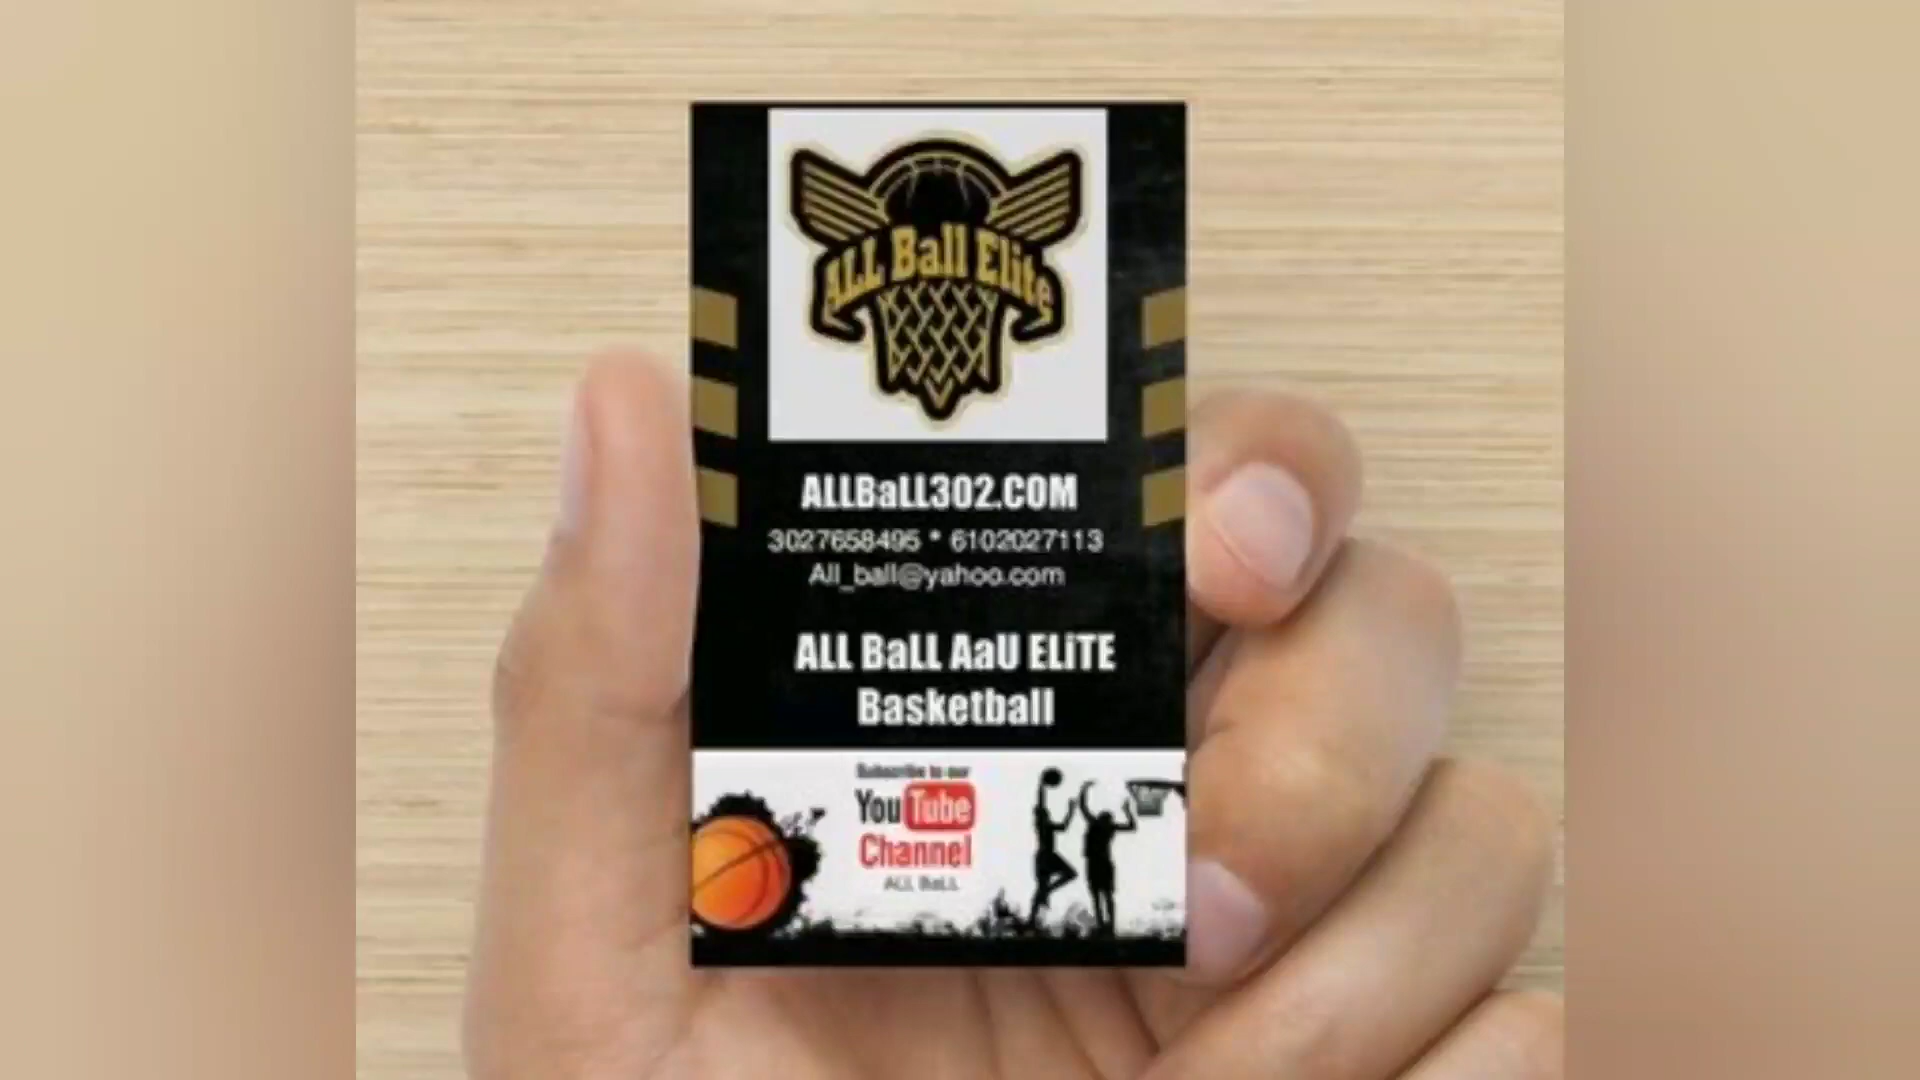 ALL Ball Elite
ALLBaLL302.COM
3027658495 * 6102027113
All_ball@yahoo.com
ALL BaLL AaU ELiTE
Basketball
Subscribe to our
YouTube
Channel
ALL BaLL